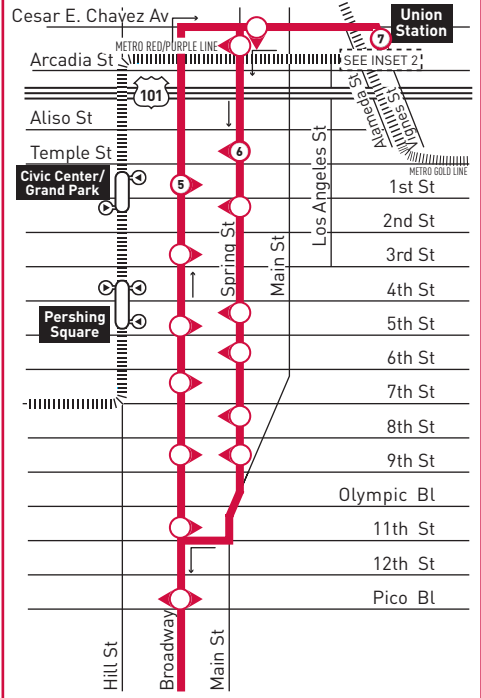 Cesar E. Chavez Av
Union
Station
7
METRO RED/PURPLE LINE
Arcadia St
SEE INSET 2
101
Alameda St
Vignes St
Aliso St
Temple St
6
METRO GOLD LINE
Civic Center/
Grand Park
5
1st St
Los Angeles St
2nd St
Spring St
Main St
3rd St
4th St
Pershing
Square
5th St
6th St
7th St
8th St
9th St
Olympic Bl
11th St
12th St
Pico Bl
Hill St
Broadway
Main St